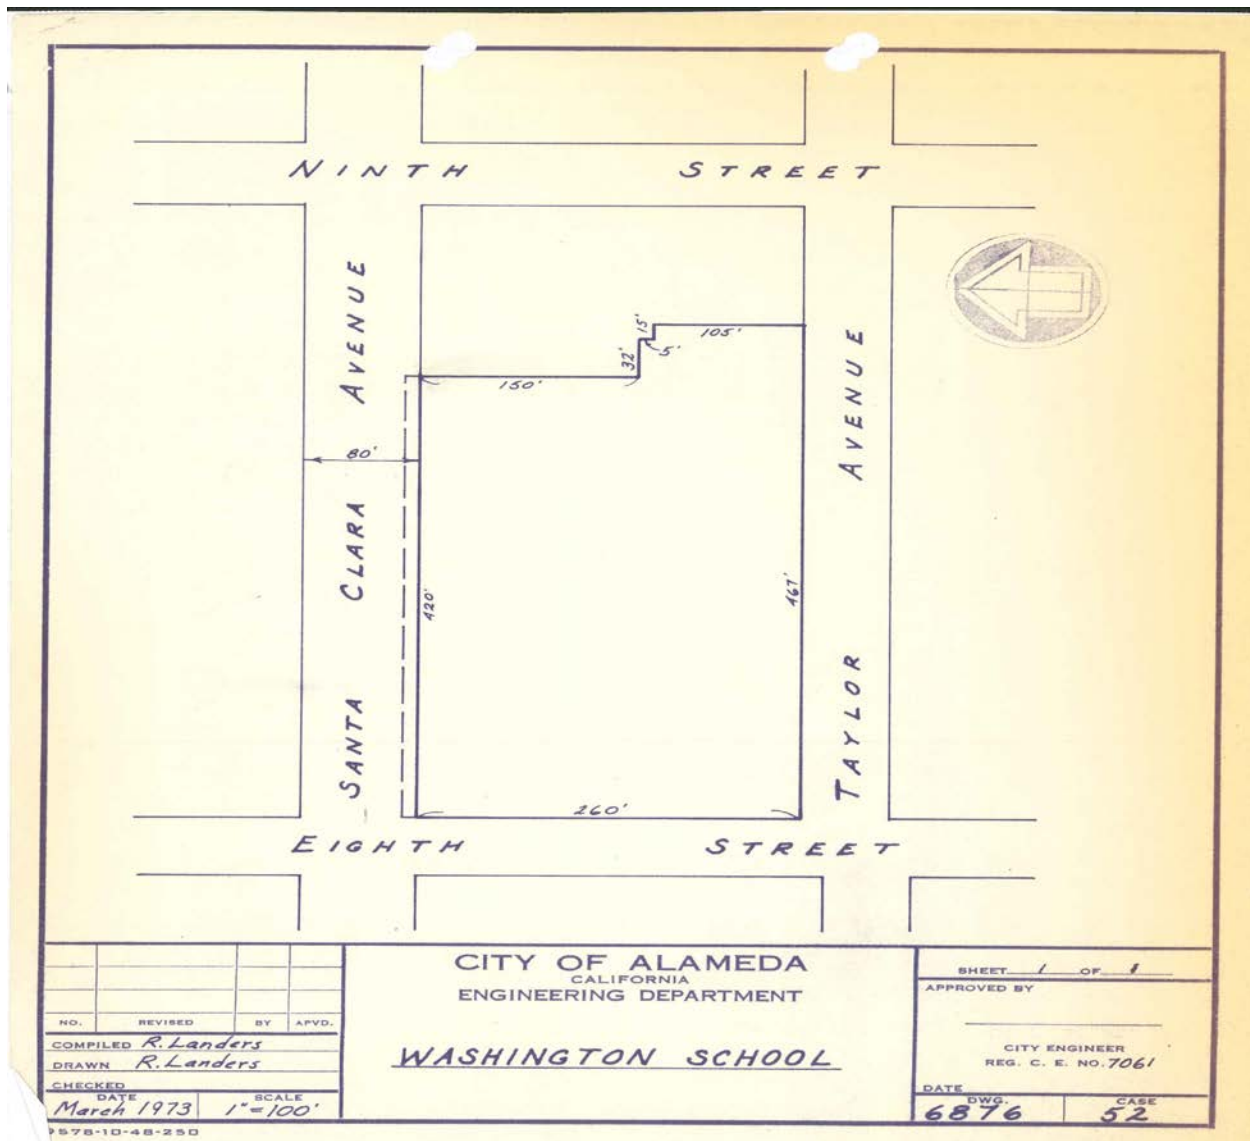 NINTH STREET
SANTA CLARA AVENUE
TAYLOR AVENUE
15'
105'
5'
32'
150'
80'
420'
467'
260'
EIGHTH STREET
CITY OF ALAMEDA
CALIFORNIA
ENGINEERING DEPARTMENT
WASHINGTON SCHOOL
NO. REVISED BY APVD.
COMPILED R. Landers
DRAWN R. Landers
CHECKED
DATE SCALE
March 1973 1"=100'
SHEET 1 OF 1
APPROVED BY
CITY ENGINEER
REG. C. E. NO. 7061
DATE
DWG. CASE
6876 52
9578-10-48-250